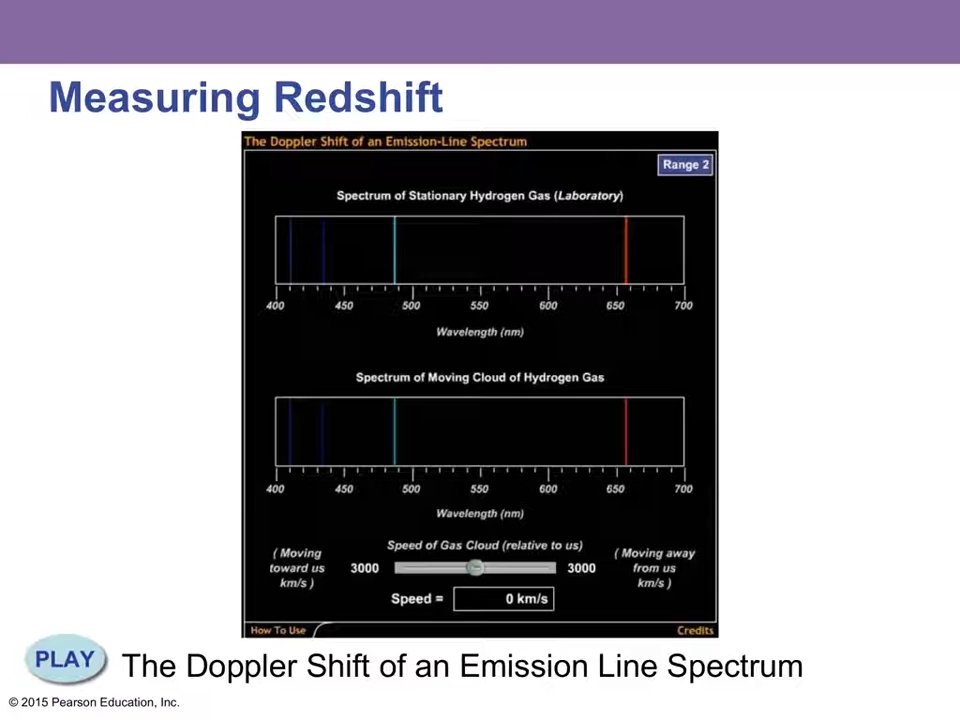 Measuring Redshift
The Doppler Shift of an Emission-Line Spectrum
Range 2
Spectrum of Stationary Hydrogen Gas (Laboratory)
400 450 500 550 600 650 700
Wavelength (nm)
Spectrum of Moving Cloud of Hydrogen Gas
400 450 500 550 600 650 700
Wavelength (nm)
Speed of Gas Cloud (relative to us)
( Moving
toward us
km/s )
3000
3000
( Moving away
from us
km/s )
Speed = 0 km/s
How To Use
Credits
PLAY
The Doppler Shift of an Emission Line Spectrum
© 2015 Pearson Education, Inc.